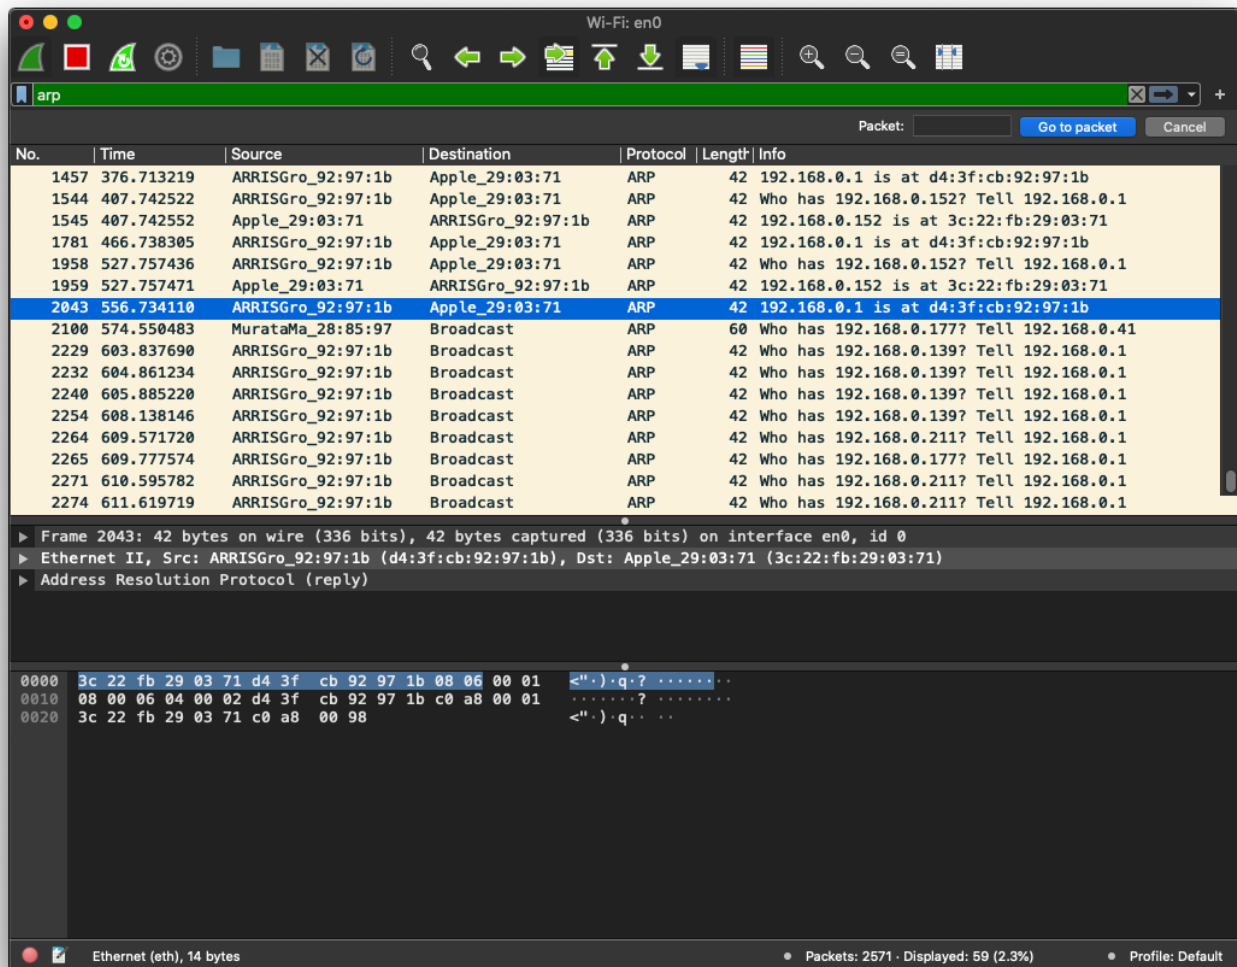 Wi-Fi: en0
arp
Packet: Go to packet Cancel
No. Time Source Destination Protocol Length Info
1457 376.713219 ARRISGro_92:97:1b Apple_29:03:71 ARP 42 192.168.0.1 is at d4:3f:cb:92:97:1b
1544 407.742522 ARRISGro_92:97:1b Apple_29:03:71 ARP 42 Who has 192.168.0.152? Tell 192.168.0.1
1545 407.742552 Apple_29:03:71 ARRISGro_92:97:1b ARP 42 192.168.0.152 is at 3c:22:fb:29:03:71
1781 466.738305 ARRISGro_92:97:1b Apple_29:03:71 ARP 42 192.168.0.1 is at d4:3f:cb:92:97:1b
1958 527.757436 ARRISGro_92:97:1b Apple_29:03:71 ARP 42 Who has 192.168.0.152? Tell 192.168.0.1
1959 527.757471 Apple_29:03:71 ARRISGro_92:97:1b ARP 42 192.168.0.152 is at 3c:22:fb:29:03:71
2043 556.734110 ARRISGro_92:97:1b Apple_29:03:71 ARP 42 192.168.0.1 is at d4:3f:cb:92:97:1b
2100 574.550483 MurataMa_28:85:97 Broadcast ARP 60 Who has 192.168.0.177? Tell 192.168.0.41
2229 603.837690 ARRISGro_92:97:1b Broadcast ARP 42 Who has 192.168.0.139? Tell 192.168.0.1
2232 604.861234 ARRISGro_92:97:1b Broadcast ARP 42 Who has 192.168.0.139? Tell 192.168.0.1
2240 605.885220 ARRISGro_92:97:1b Broadcast ARP 42 Who has 192.168.0.139? Tell 192.168.0.1
2254 608.138146 ARRISGro_92:97:1b Broadcast ARP 42 Who has 192.168.0.139? Tell 192.168.0.1
2264 609.571720 ARRISGro_92:97:1b Broadcast ARP 42 Who has 192.168.0.211? Tell 192.168.0.1
2265 609.777574 ARRISGro_92:97:1b Broadcast ARP 42 Who has 192.168.0.177? Tell 192.168.0.1
2271 610.595782 ARRISGro_92:97:1b Broadcast ARP 42 Who has 192.168.0.211? Tell 192.168.0.1
2274 611.619719 ARRISGro_92:97:1b Broadcast ARP 42 Who has 192.168.0.211? Tell 192.168.0.1
Frame 2043: 42 bytes on wire (336 bits), 42 bytes captured (336 bits) on interface en0, id 0
Ethernet II, Src: ARRISGro_92:97:1b (d4:3f:cb:92:97:1b), Dst: Apple_29:03:71 (3c:22:fb:29:03:71)
Address Resolution Protocol (reply)
0000 3c 22 fb 29 03 71 d4 3f cb 92 97 1b 08 06 00 01 <"·)·q·? ········
0010 08 00 06 04 00 02 d4 3f cb 92 97 1b c0 a8 00 01 ·······? ········
0020 3c 22 fb 29 03 71 c0 a8 00 98 <"·)·q·· ··
Ethernet (eth), 14 bytes Packets: 2571 · Displayed: 59 (2.3%) Profile: Default